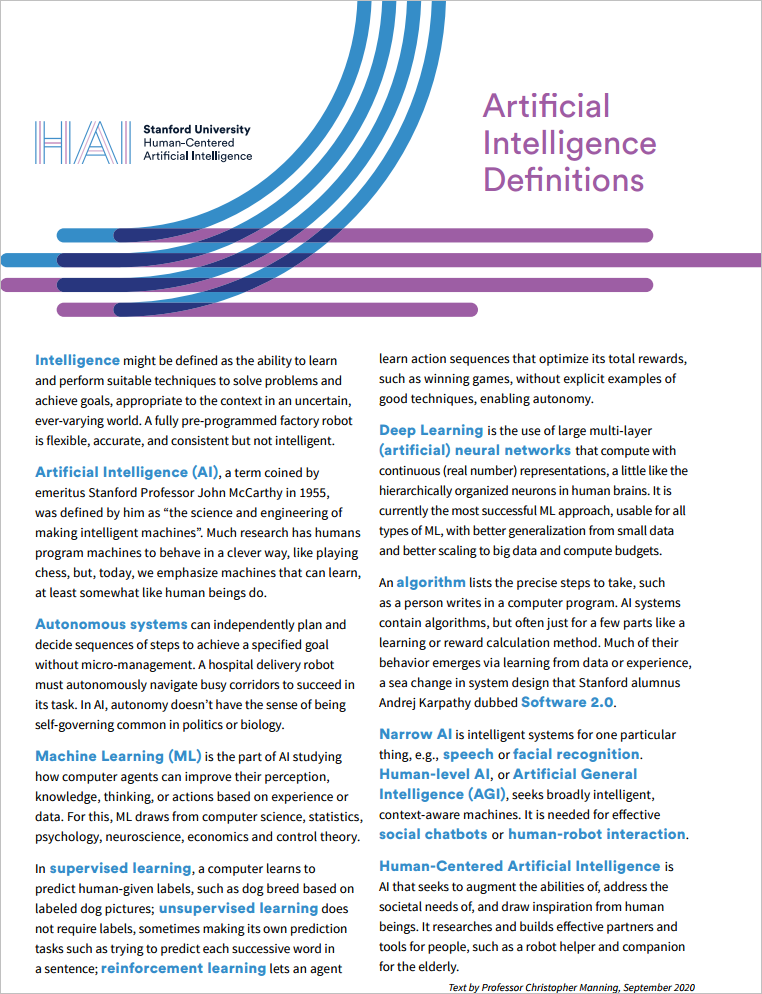 HAI
Stanford University
Human-Centered
Artificial Intelligence
Artificial
Intelligence
Definitions
Intelligence might be defined as the ability to learn
and perform suitable techniques to solve problems and
achieve goals, appropriate to the context in an uncertain,
ever-varying world. A fully pre-programmed factory robot
is flexible, accurate, and consistent but not intelligent.
Artificial Intelligence (AI), a term coined by
emeritus Stanford Professor John McCarthy in 1955,
was defined by him as “the science and engineering of
making intelligent machines”. Much research has humans
program machines to behave in a clever way, like playing
chess, but, today, we emphasize machines that can learn,
at least somewhat like human beings do.
Autonomous systems can independently plan and
decide sequences of steps to achieve a specified goal
without micro-management. A hospital delivery robot
must autonomously navigate busy corridors to succeed in
its task. In AI, autonomy doesn’t have the sense of being
self-governing common in politics or biology.
Machine Learning (ML) is the part of AI studying
how computer agents can improve their perception,
knowledge, thinking, or actions based on experience or
data. For this, ML draws from computer science, statistics,
psychology, neuroscience, economics and control theory.
In supervised learning, a computer learns to
predict human-given labels, such as dog breed based on
labeled dog pictures; unsupervised learning does
not require labels, sometimes making its own prediction
tasks such as trying to predict each successive word in
a sentence; reinforcement learning lets an agent
learn action sequences that optimize its total rewards,
such as winning games, without explicit examples of
good techniques, enabling autonomy.
Deep Learning is the use of large multi-layer
(artificial) neural networks that compute with
continuous (real number) representations, a little like the
hierarchically organized neurons in human brains. It is
currently the most successful ML approach, usable for all
types of ML, with better generalization from small data
and better scaling to big data and compute budgets.
An algorithm lists the precise steps to take, such
as a person writes in a computer program. AI systems
contain algorithms, but often just for a few parts like a
learning or reward calculation method. Much of their
behavior emerges via learning from data or experience,
a sea change in system design that Stanford alumnus
Andrej Karpathy dubbed Software 2.0.
Narrow AI is intelligent systems for one particular
thing, e.g., speech or facial recognition.
Human-level AI, or Artificial General
Intelligence (AGI), seeks broadly intelligent,
context-aware machines. It is needed for effective
social chatbots or human-robot interaction.
Human-Centered Artificial Intelligence is
AI that seeks to augment the abilities of, address the
societal needs of, and draw inspiration from human
beings. It researches and builds effective partners and
tools for people, such as a robot helper and companion
for the elderly.
Text by Professor Christopher Manning, September 2020